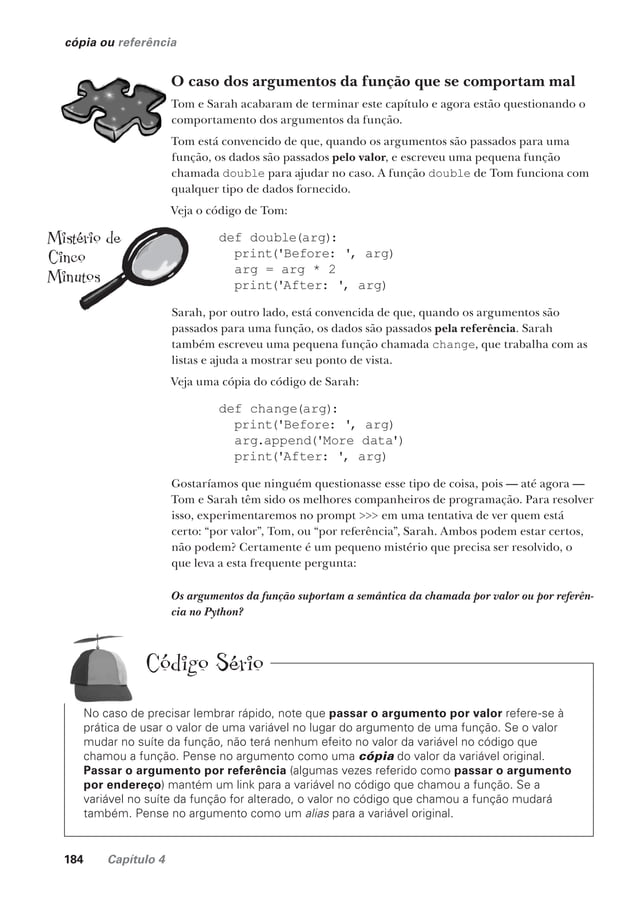 cópia ou referência
O caso dos argumentos da função que se comportam mal
Tom e Sarah acabaram de terminar este capítulo e agora estão questionando o
comportamento dos argumentos da função.
Tom está convencido de que, quando os argumentos são passados para uma
função, os dados são passados pelo valor, e escreveu uma pequena função
chamada double para ajudar no caso. A função double de Tom funciona com
qualquer tipo de dados fornecido.
Veja o código de Tom:
Mistério de
Cinco
Minutos
def double(arg):
  print('Before: ', arg)
  arg = arg * 2
  print('After: ', arg)
Sarah, por outro lado, está convencida de que, quando os argumentos são
passados para uma função, os dados são passados pela referência. Sarah
também escreveu uma pequena função chamada change, que trabalha com as
listas e ajuda a mostrar seu ponto de vista.
Veja uma cópia do código de Sarah:
def change(arg):
  print('Before: ', arg)
  arg.append('More data')
  print('After: ', arg)
Gostaríamos que ninguém questionasse esse tipo de coisa, pois — até agora —
Tom e Sarah têm sido os melhores companheiros de programação. Para resolver
isso, experimentaremos no prompt >>> em uma tentativa de ver quem está
certo: “por valor”, Tom, ou “por referência”, Sarah. Ambos podem estar certos,
não podem? Certamente é um pequeno mistério que precisa ser resolvido, o
que leva a esta frequente pergunta:
Os argumentos da função suportam a semântica da chamada por valor ou por referên-
cia no Python?
Código Sério
No caso de precisar lembrar rápido, note que passar o argumento por valor refere-se à
prática de usar o valor de uma variável no lugar do argumento de uma função. Se o valor
mudar no suíte da função, não terá nenhum efeito no valor da variável no código que
chamou a função. Pense no argumento como uma cópia do valor da variável original.
Passar o argumento por referência (algumas vezes referido como passar o argumento
por endereço) mantém um link para a variável no código que chamou a função. Se a
variável no suíte da função for alterado, o valor no código que chamou a função mudará
também. Pense no argumento como um alias para a variável original.
184 Capítulo 4